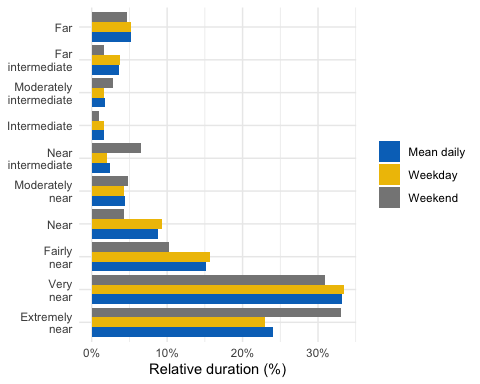 Far
Far
intermediate
Moderately
intermediate
Intermediate
Near
intermediate
Moderately
near
Near
Fairly
near
Very
near
Extremely
near
0%
10%
20%
30%
Relative duration (%)
Mean daily
Weekday
Weekend